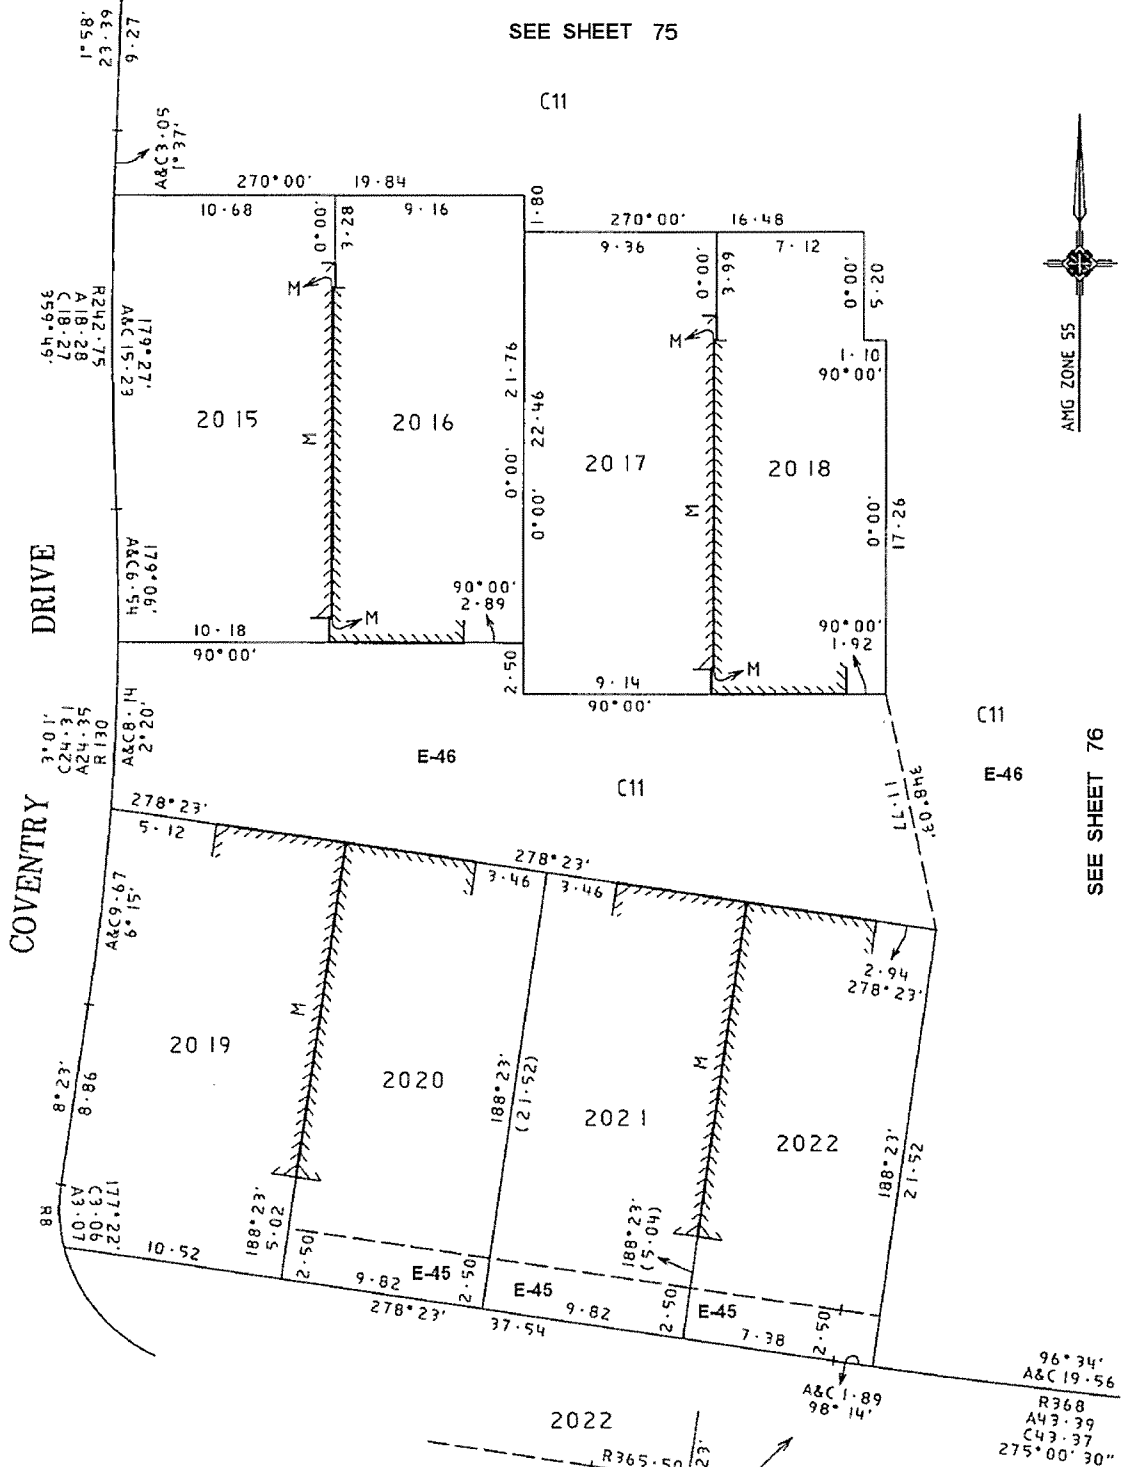 SEE SHEET 75
C11
9·27
23·39
1°58'
A&C3·05
1°37'
270°00' 19·84
10·68
9·16
0°00'
3·28
1·80
270°00' 16·48
9·36
7·12
0°00'
3·99
0°00'
5·20
M
M
1·10
90°00'
AMG ZONE 55
179°27'
A&C15·23
R242·75
A18·28
C18·27
359°49'
2015
M
2016
0°00' 21·76
0°00' 22·46
2017
M
2018
0°00'
17·26
179°06'
A&C6·54
DRIVE
M
90°00'
2·89
10·18
90°00'
2·50
M
90°00'
1·92
9·14
90°00'
C11
E-46
SEE SHEET 76
2°20'
A&C8·14
R130
A24·35
C24·31
3°01'
E-46
C11
348°03'
11·77
COVENTRY
278°23'
5·12
278°23'
3·46
3·46
A&C9·67
6°15'
2·94
278°23'
M
2019
2020
188°23'
(21·52)
2021
M
2022
188°23'
21·52
8°23'
8·86
177°22'
C3·06
A3·07
R8
10·52
188°23'
5·02
188°23'
(5·04)
2·50
E-45
2·50
E-45
2·50
E-45
2·50
9·82
9·82
7·38
278°23' 37·54
A&C1·89
98°14'
96°34'
A&C19·56
R368
A43·39
C43·37
275°00'30"
2022
R365·50
23'